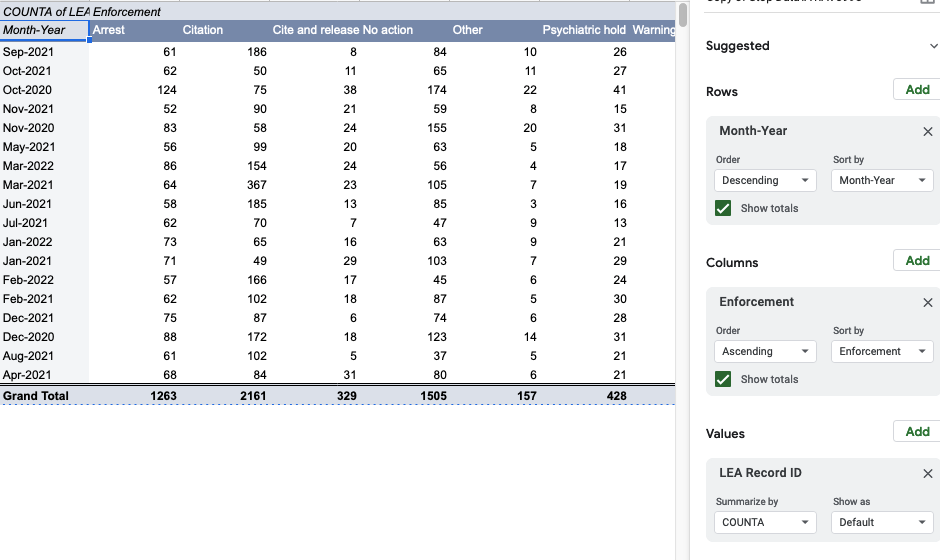 COUNTA of LEA Enforcement
Month-Year Arrest Citation Cite and release No action Other Psychiatric hold Warning
Sep-2021 61 186 8 84 10 26
Oct-2021 62 50 11 65 11 27
Oct-2020 124 75 38 174 22 41
Nov-2021 52 90 21 59 8 15
Nov-2020 83 58 24 155 20 31
May-2021 56 99 20 63 5 18
Mar-2022 86 154 24 56 4 17
Mar-2021 64 367 23 105 7 19
Jun-2021 58 185 13 85 3 16
Jul-2021 62 70 7 47 9 13
Jan-2022 73 65 16 63 9 21
Jan-2021 71 49 29 103 7 29
Feb-2022 57 166 17 45 6 24
Feb-2021 62 102 18 87 5 30
Dec-2021 75 87 6 74 6 28
Dec-2020 88 172 18 123 14 31
Aug-2021 61 102 5 37 5 21
Apr-2021 68 84 31 80 6 21
Grand Total 1263 2161 329 1505 157 428
Suggested
Rows Add
Month-Year
Order Sort by
Descending Month-Year
Show totals
Columns Add
Enforcement
Order Sort by
Ascending Enforcement
Show totals
Values Add
LEA Record ID
Summarize by Show as
COUNTA Default